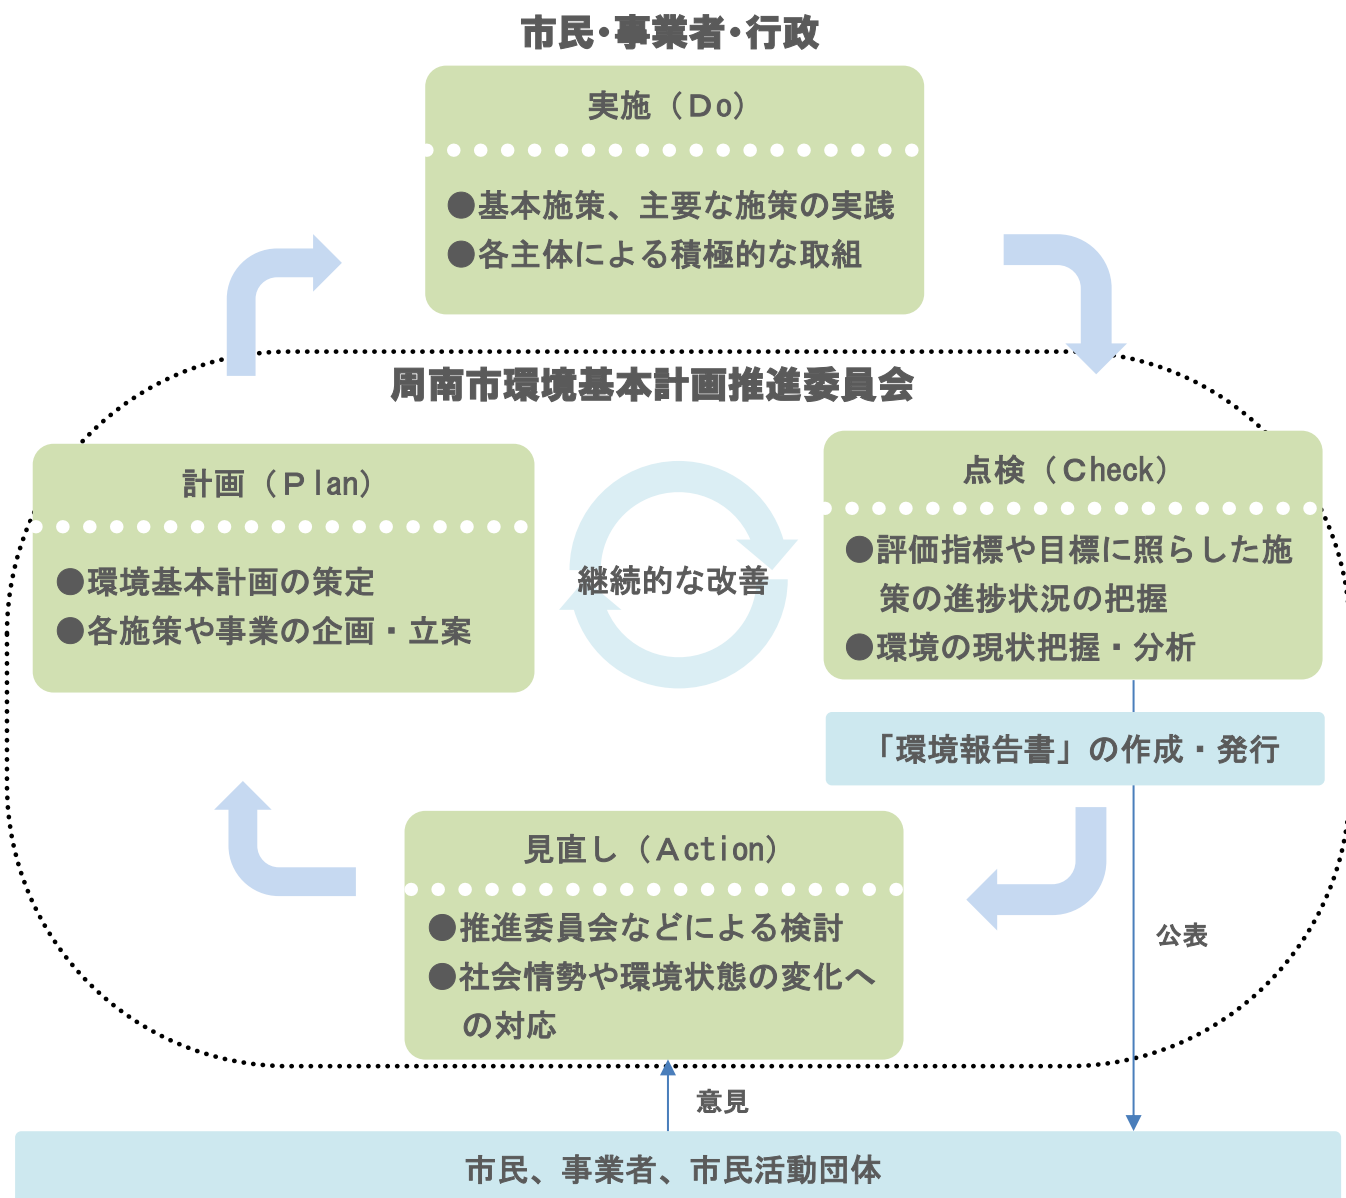 市民・事業者・行政
実施（Do）
●基本施策、主要な施策の実践
●各主体による積極的な取組
周南市環境基本計画推進委員会
計画（Plan）
●環境基本計画の策定
●各施策や事業の企画・立案
継続的な改善
点検（Check）
●評価指標や目標に照らした施
策の進捗状況の把握
●環境の現状把握・分析
「環境報告書」の作成・発行
見直し（Action）
●推進委員会などによる検討
●社会情勢や環境状態の変化へ
の対応
公表
意見
市民、事業者、市民活動団体